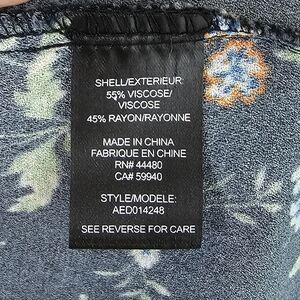 SHELL/EXTERIEUR
55% VISCOSE/
VISCOSE
45% RAYON/RAYONNE
MADE IN CHINA
FABRIQUE EN CHINE
RN# 44480
CA# 59940
STYLE/MODELE:
AED014248
SEE REVERSE FOR CARE